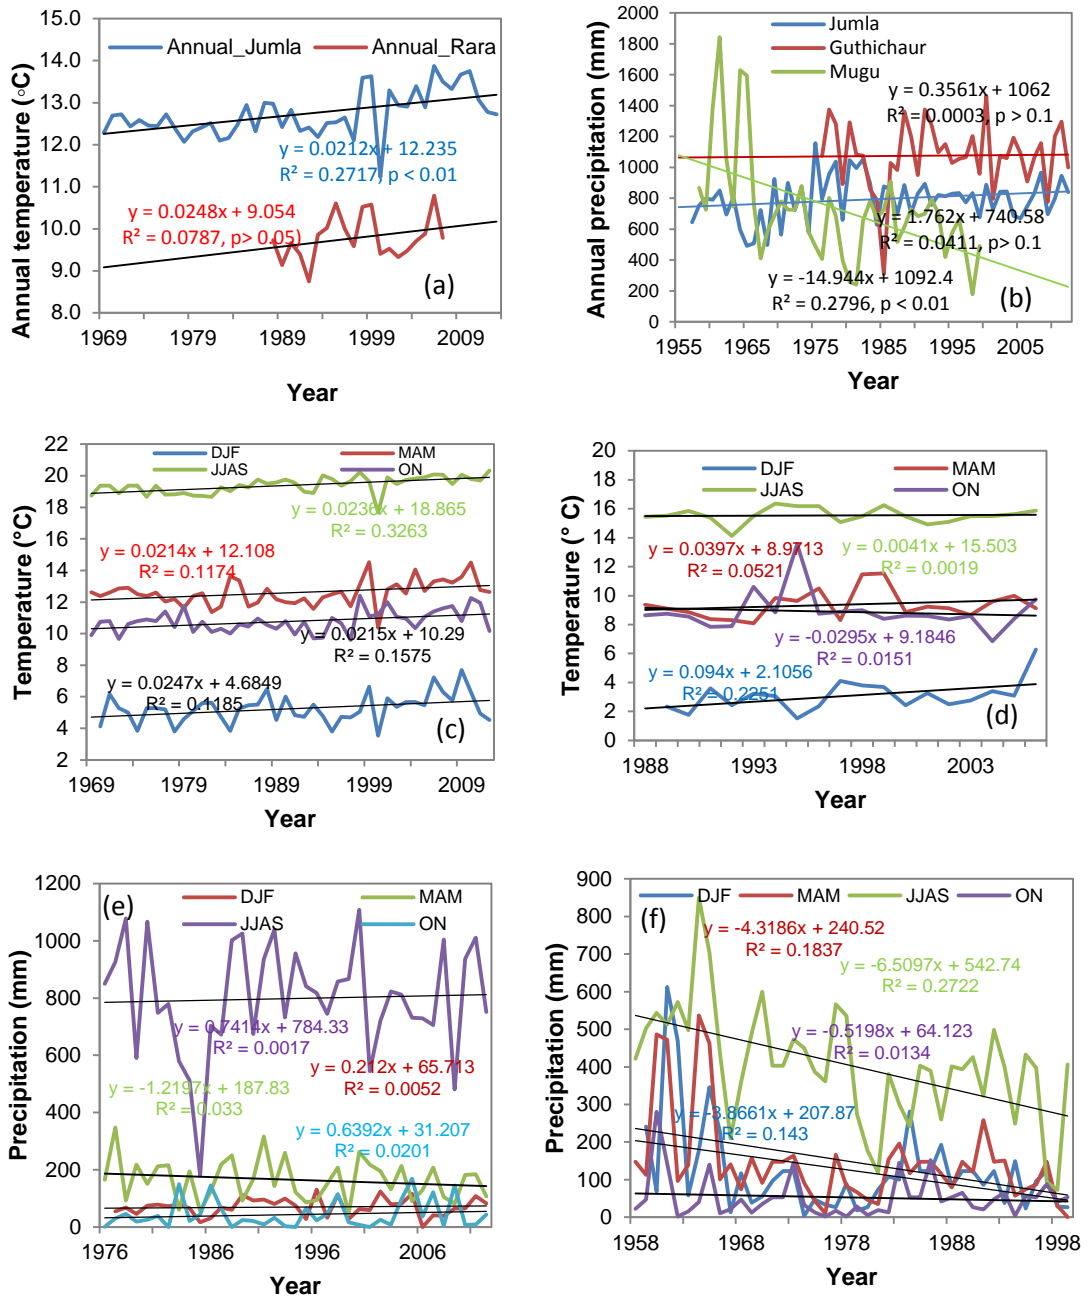 15.0
14.0
13.0
12.0
11.0
10.0
9.0
8.0
Annual temperature (○C)
Annual_Jumla
Annual_Rara
y = 0.0212x + 12.235
R² = 0.2717, p < 0.01
y = 0.0248x + 9.054
R² = 0.0787, p> 0.05)
(a)
1969
1979
1989
1999
2009
Year
2000
1800
1600
1400
1200
1000
800
600
400
200
0
Annual precipitation (mm)
Jumla
Guthichaur
Mugu
y = 0.3561x + 1062
R² = 0.0003, p > 0.1
y = 1.762x + 740.58
R² = 0.0411, p> 0.1
y = -14.944x + 1092.4
R² = 0.2796, p < 0.01
(b)
1955
1965
1975
1985
1995
2005
Year
22
20
18
16
14
12
10
8
6
4
2
Temperature (°C)
DJF
MAM
JJAS
ON
y = 0.0236x + 18.865
R² = 0.3263
y = 0.0214x + 12.108
R² = 0.1174
y = 0.0215x + 10.29
R² = 0.1575
y = 0.0247x + 4.6849
R² = 0.1185
(c)
1969
1979
1989
1999
2009
Year
20
18
16
14
12
10
8
6
4
2
0
Temperature (° C)
DJF
MAM
JJAS
ON
y = 0.0397x + 8.9713
R² = 0.0521
y = 0.0041x + 15.503
R² = 0.0019
y = -0.0295x + 9.1846
R² = 0.0151
y = 0.094x + 2.1056
R² = 0.2251
(d)
1988
1993
1998
2003
Year
1200
1000
800
600
400
200
0
Precipitation (mm)
(e)
DJF
MAM
JJAS
ON
y = 0.7414x + 784.33
R² = 0.0017
y = 0.212x + 65.713
R² = 0.0052
y = -1.2197x + 187.83
R² = 0.033
y = 0.6392x + 31.207
R² = 0.0201
1976
1986
1996
2006
Year
900
800
700
600
500
400
300
200
100
0
Precipitation (mm)
DJF
MAM
JJAS
ON
(f)
y = -4.3186x + 240.52
R² = 0.1837
y = -6.5097x + 542.74
R² = 0.2722
y = -0.5198x + 64.123
R² = 0.0134
y = -3.8661x + 207.87
R² = 0.143
1958
1968
1978
1988
1998
Year